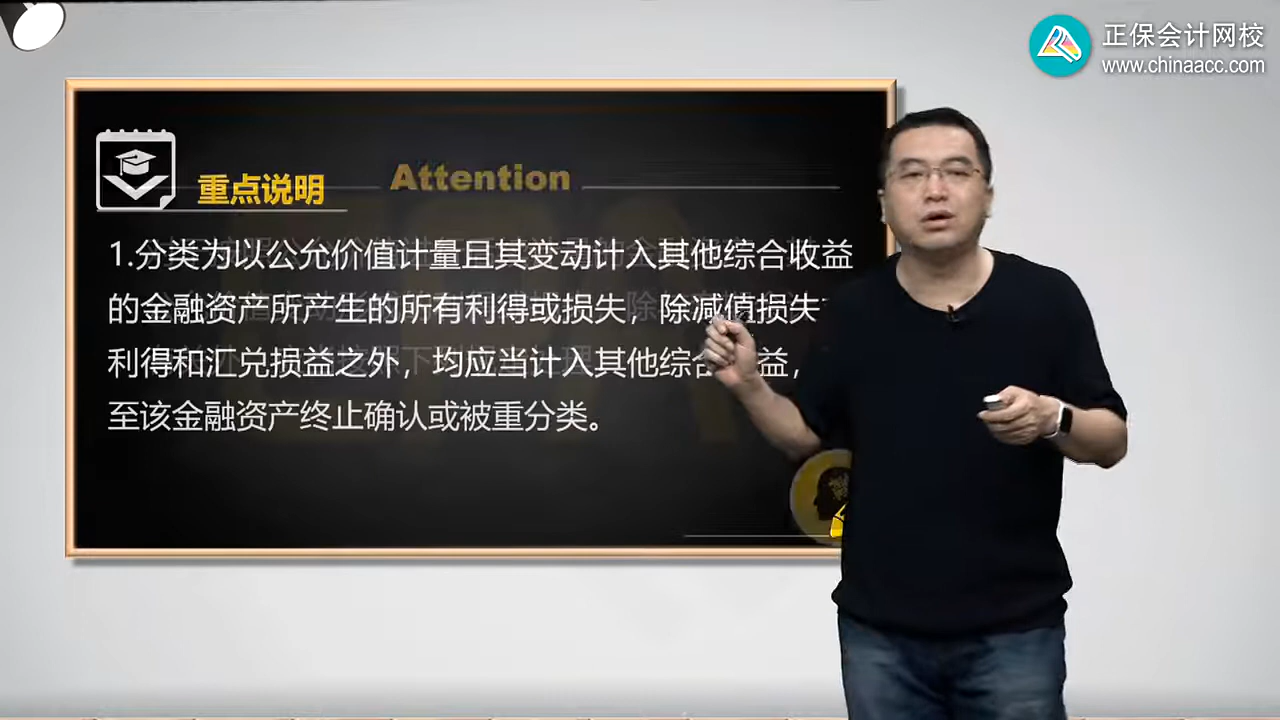 正保会计网校
www.chinaacc.com
重点说明
Attention
1.分类为以公允价值计量且其变动计入其他综合收益
的金融资产所产生的所有利得或损失，除减值损失
利得和汇兑损益之外，均应当计入其他综合 益，
至该金融资产终止确认或被重分类。